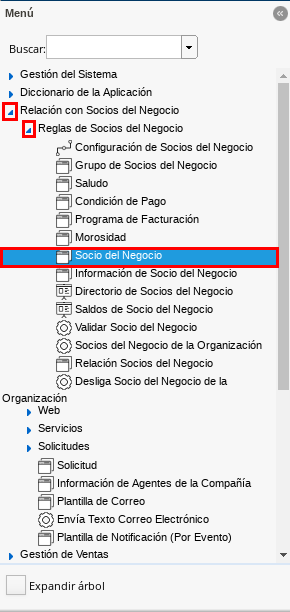 Menú
Buscar:
Gestión del Sistema
Diccionario de la Aplicación
Relación con Socios del Negocio
Reglas de Socios del Negocio
Configuración de Socios del Negocio
Grupo de Socios del Negocio
Saludo
Condición de Pago
Programa de Facturación
Morosidad
Socio del Negocio
Información de Socio del Negocio
Directorio de Socios del Negocio
Saldos de Socio del Negocio
Validar Socio del Negocio
Socios del Negocio de la Organización
Relación Socios del Negocio
Desliga Socio del Negocio de la
Organización
Web
Servicios
Solicitudes
Solicitud
Información de Agentes de la Compañía
Plantilla de Correo
Envía Texto Correo Electrónico
Plantilla de Notificación (Por Evento)
Gestión de Ventas
Expandir árbol